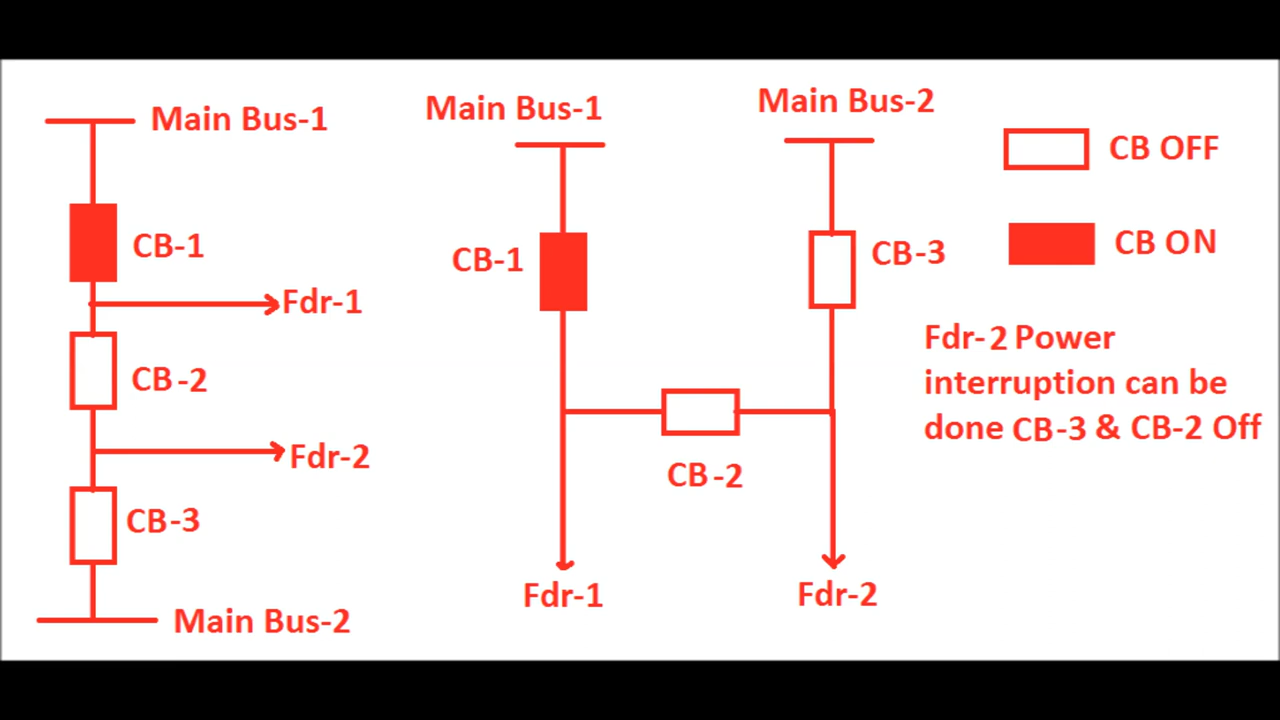 Main Bus-1
CB-1
Fdr-1
CB-2
Fdr-2
CB-3
Main Bus-2
Main Bus-1
Main Bus-2
CB-1
CB-3
CB-2
Fdr-1
Fdr-2
CB OFF
CB ON
Fdr-2 Power
interruption can be
done CB-3 & CB-2 Off